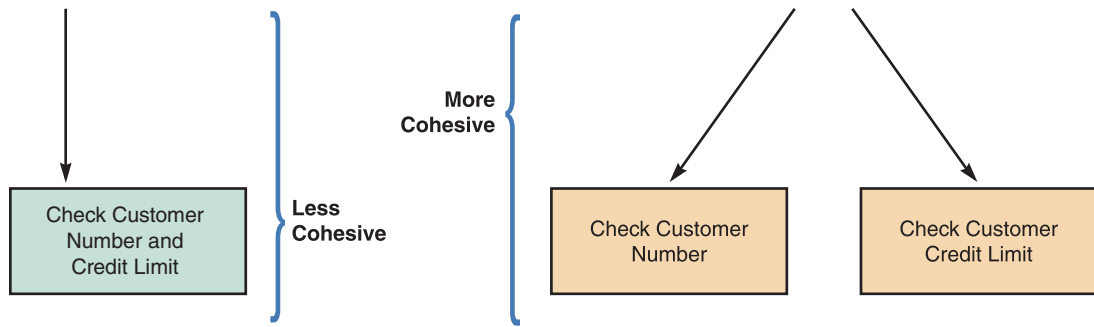 Check Customer
Number and
Credit Limit
Less
Cohesive
More
Cohesive
Check Customer
Number
Check Customer
Credit Limit